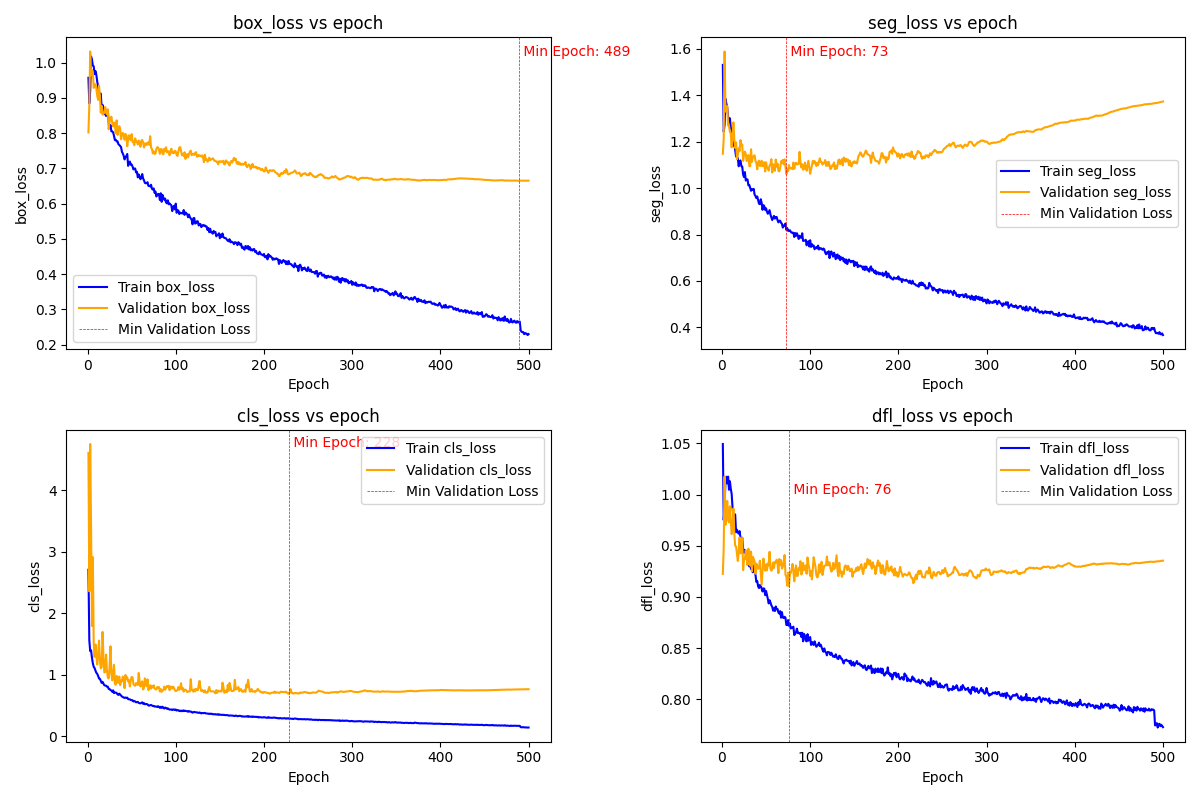 box_loss vs epoch
Min Epoch: 489
1.0
0.9
0.8
0.7
0.6
0.5
0.4
0.3
0.2
box_loss
Train box_loss
Validation box_loss
Min Validation Loss
0 100 200 300 400 500
Epoch
seg_loss vs epoch
Min Epoch: 73
1.6
1.4
1.2
1.0
0.8
0.6
0.4
seg_loss
Train seg_loss
Validation seg_loss
Min Validation Loss
0 100 200 300 400 500
Epoch
cls_loss vs epoch
Min Epoch: 228
4
3
2
1
0
cls_loss
Train cls_loss
Validation cls_loss
Min Validation Loss
0 100 200 300 400 500
Epoch
dfl_loss vs epoch
Min Epoch: 76
1.05
1.00
0.95
0.90
0.85
0.80
dfl_loss
Train dfl_loss
Validation dfl_loss
Min Validation Loss
0 100 200 300 400 500
Epoch